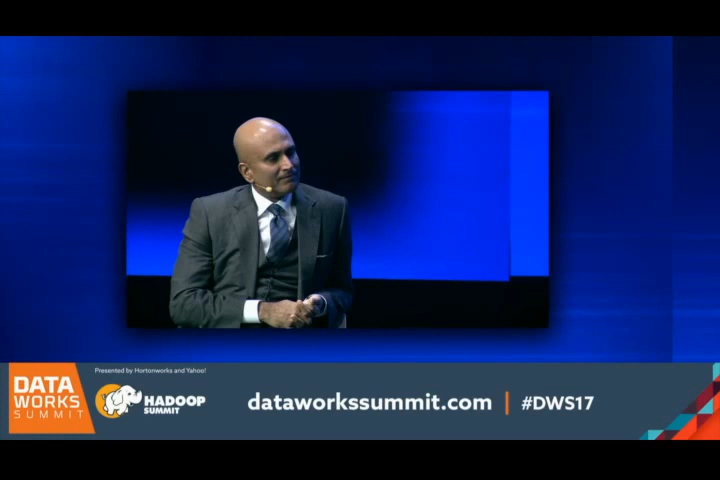 Presented by Hortonworks and Yahoo!
DATA
WORKS
SUMMIT
HADOOP
SUMMIT
dataworkssummit.com | #DWS17